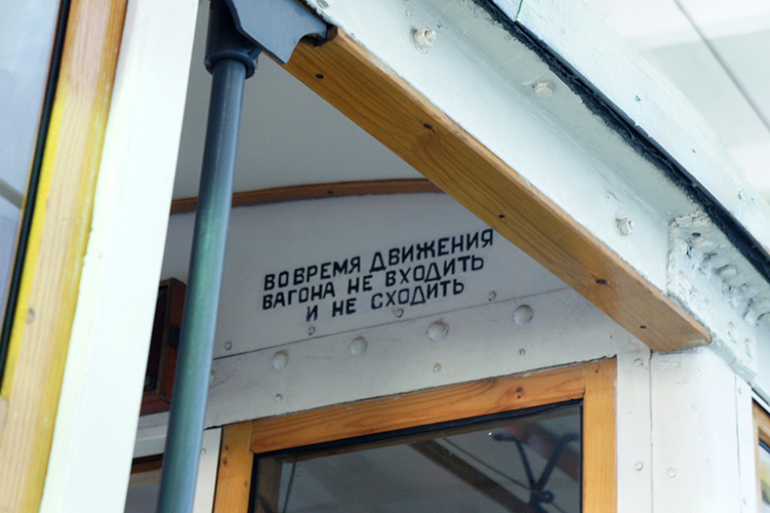 ВО ВРЕМЯ ДВИЖЕНИЯ
ВАГОНА НЕ ВХОДИТЬ
И НЕ СХОДИТЬ